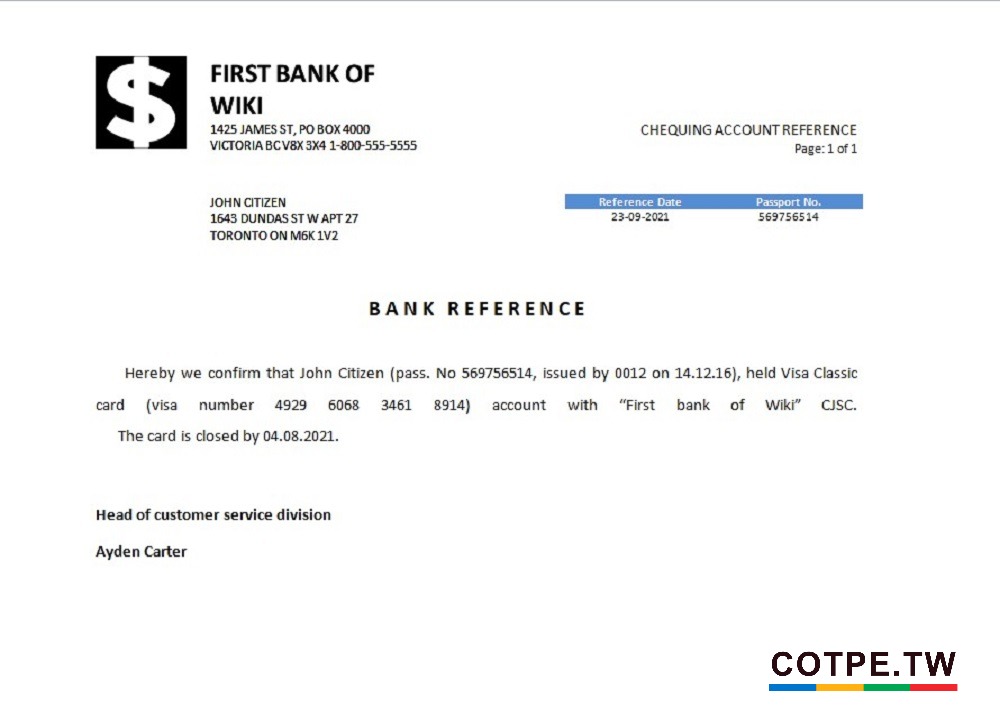 $
FIRST BANK OF
WIKI
1425 JAMES ST, PO BOX 4000
VICTORIA BC V8X 3X4 1-800-555-5555
CHEQUING ACCOUNT REFERENCE
Page: 1 of 1
JOHN CITIZEN
1643 DUNDAS ST W APT 27
TORONTO ON M6K 1V2
Reference Date Passport No.
23-09-2021 569756514
BANK REFERENCE
Hereby we confirm that John Citizen (pass. No 569756514, issued by 0012 on 14.12.16), held Visa Classic
card (visa number 4929 6068 3461 8914) account with “First bank of Wiki” CJSC.
The card is closed by 04.08.2021.
Head of customer service division
Ayden Carter
COTPE.TW